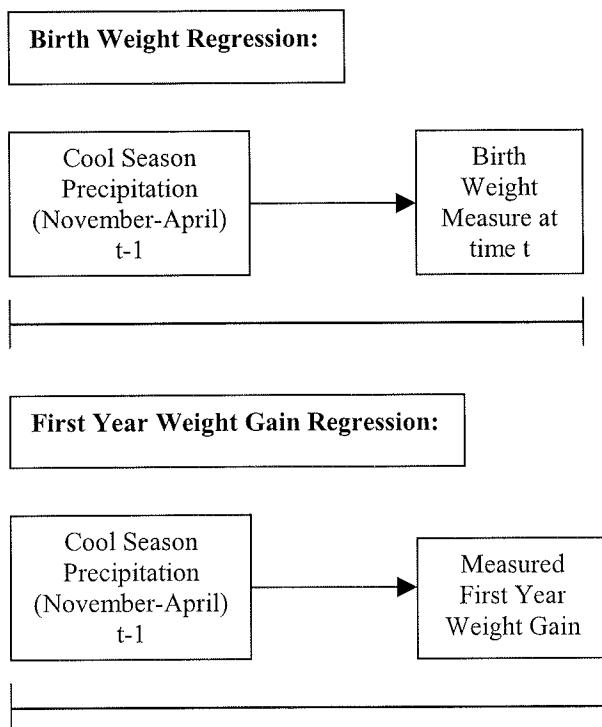 Birth Weight Regression:
Cool Season
Precipitation
(November-April)
t-1
Birth
Weight
Measure at
time t
First Year Weight Gain Regression:
Cool Season
Precipitation
(November-April)
t-1
Measured
First Year
Weight Gain